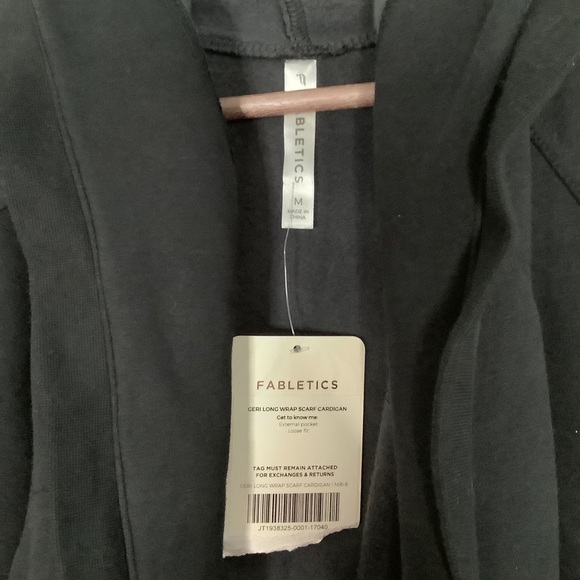 FABLETICS
M
MADE IN
CHINA
FABLETICS
GERI LONG WRAP SCARF CARDIGAN
Get to know me:
External pocket
Loose fit
TAG MUST REMAIN ATTACHED
FOR EXCHANGES & RETURNS
GERI LONG WRAP SCARF CARDIGAN
JT1938325-0001-17040